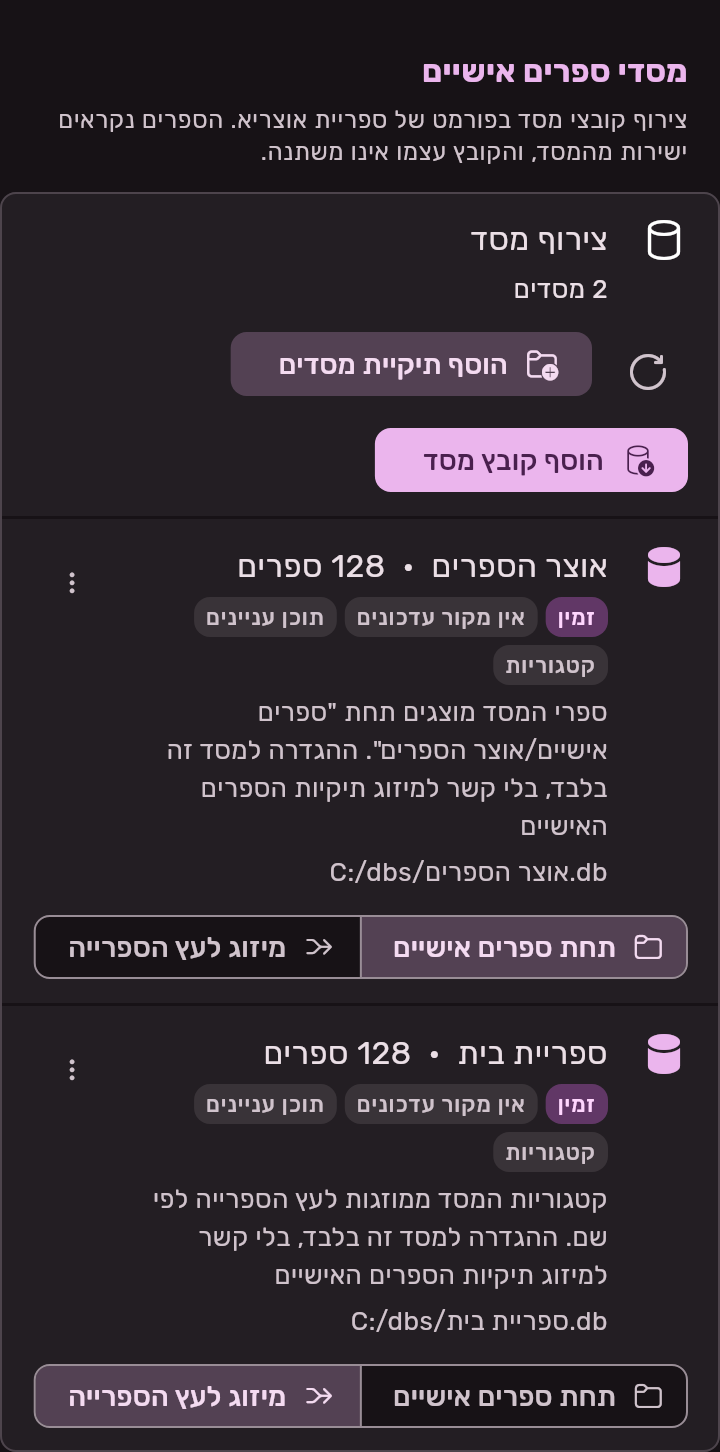 מסדי ספרים אישיים
צירוף קובצי מסד בפורמט של ספריית אוצריא. הספרים נקראים
ישירות מהמסד, והקובץ עצמו אינו משתנה.
צירוף מסד
2 מסדים
הוסף תיקיית מסדים
הוסף קובץ מסד
אוצר הספרים • 128 ספרים
זמין אין מקור עדכונים תוכן עניינים
קטגוריות
ספרי המסד מוצגים תחת "ספרים
אישיים/אוצר הספרים". ההגדרה למסד זה
בלבד, בלי קשר למיזוג תיקיות הספרים
האישיים
C:/dbs/אוצר הספרים.db
תחת ספרים אישיים מיזוג לעץ הספרייה
ספריית בית • 128 ספרים
זמין אין מקור עדכונים תוכן עניינים
קטגוריות
קטגוריות המסד ממוזגות לעץ הספרייה לפי
שם. ההגדרה למסד זה בלבד, בלי קשר
למיזוג תיקיות הספרים האישיים
C:/dbs/ספריית בית.db
תחת ספרים אישיים מיזוג לעץ הספרייה